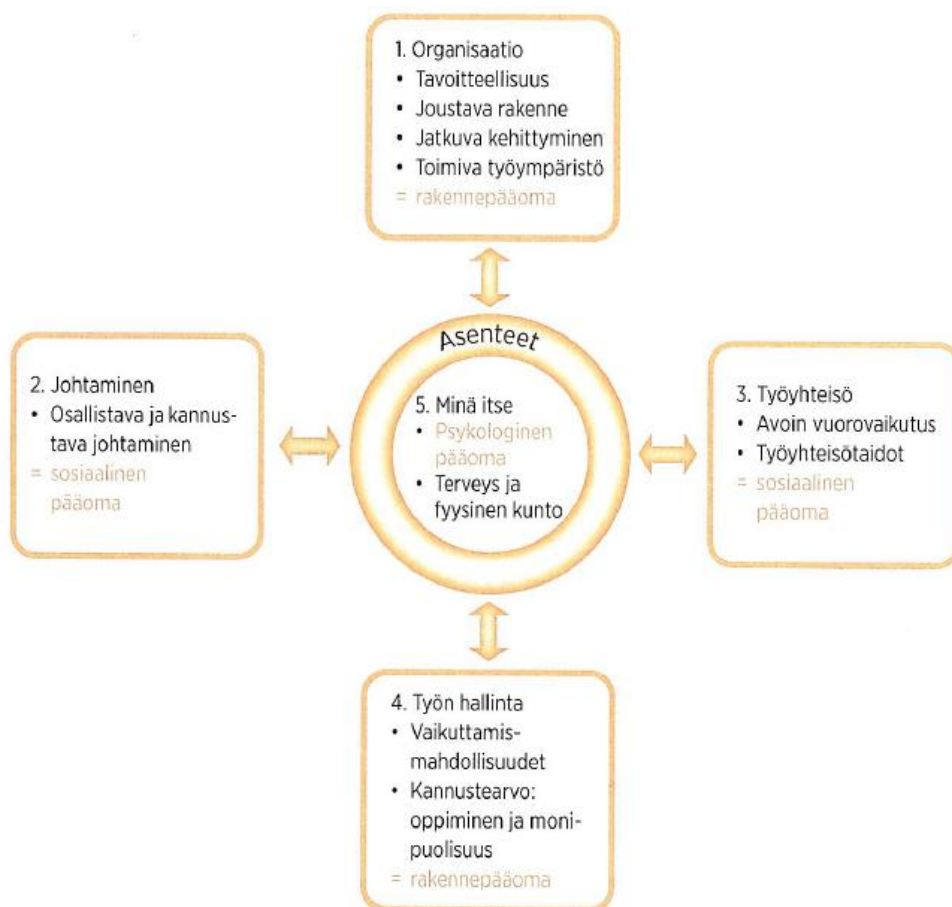 1. Organisaatio
• Tavoitteellisuus
• Joustava rakenne
• Jatkuva kehittyminen
• Toimiva työympäristö
= rakennepääoma
Asenteet
2. Johtaminen
• Osallistava ja kannus-
tava johtaminen
= sosiaalinen
pääoma
5. Minä itse
• Psykologinen
pääoma
• Terveys ja
fyysinen kunto
3. Työyhteisö
• Avoin vuorovaikutus
• Työyhteisötaidot
= sosiaalinen
pääoma
4. Työn hallinta
• Vaikuttamis-
mahdollisuudet
• Kannustearvo:
oppiminen ja moni-
puolisuus
= rakennepääoma